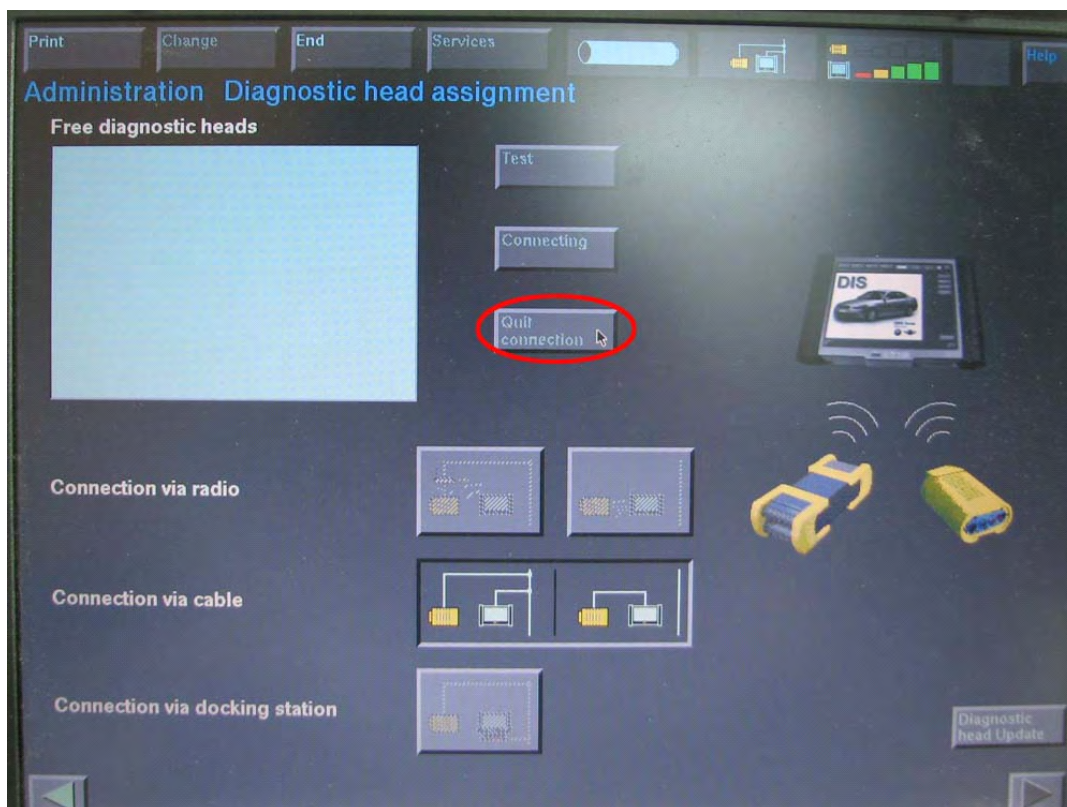 Print
Change
End
Services
Help
Administration Diagnostic head assignment
Free diagnostic heads
Test
Connecting
Quit
connection
DIS
Connection via radio
Connection via cable
Connection via docking station
Diagnostic
head Update